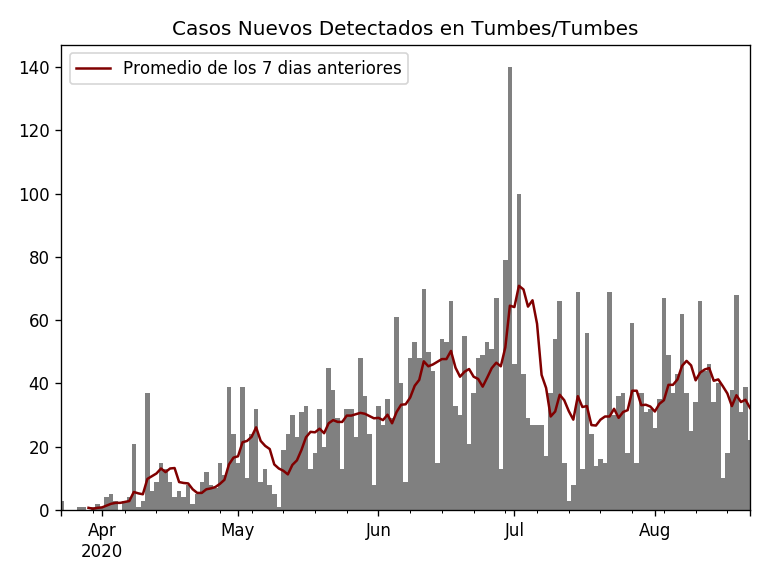 Casos Nuevos Detectados en Tumbes/Tumbes
Promedio de los 7 dias anteriores
140
120
100
80
60
40
20
0
Apr
2020
May
Jun
Jul
Aug